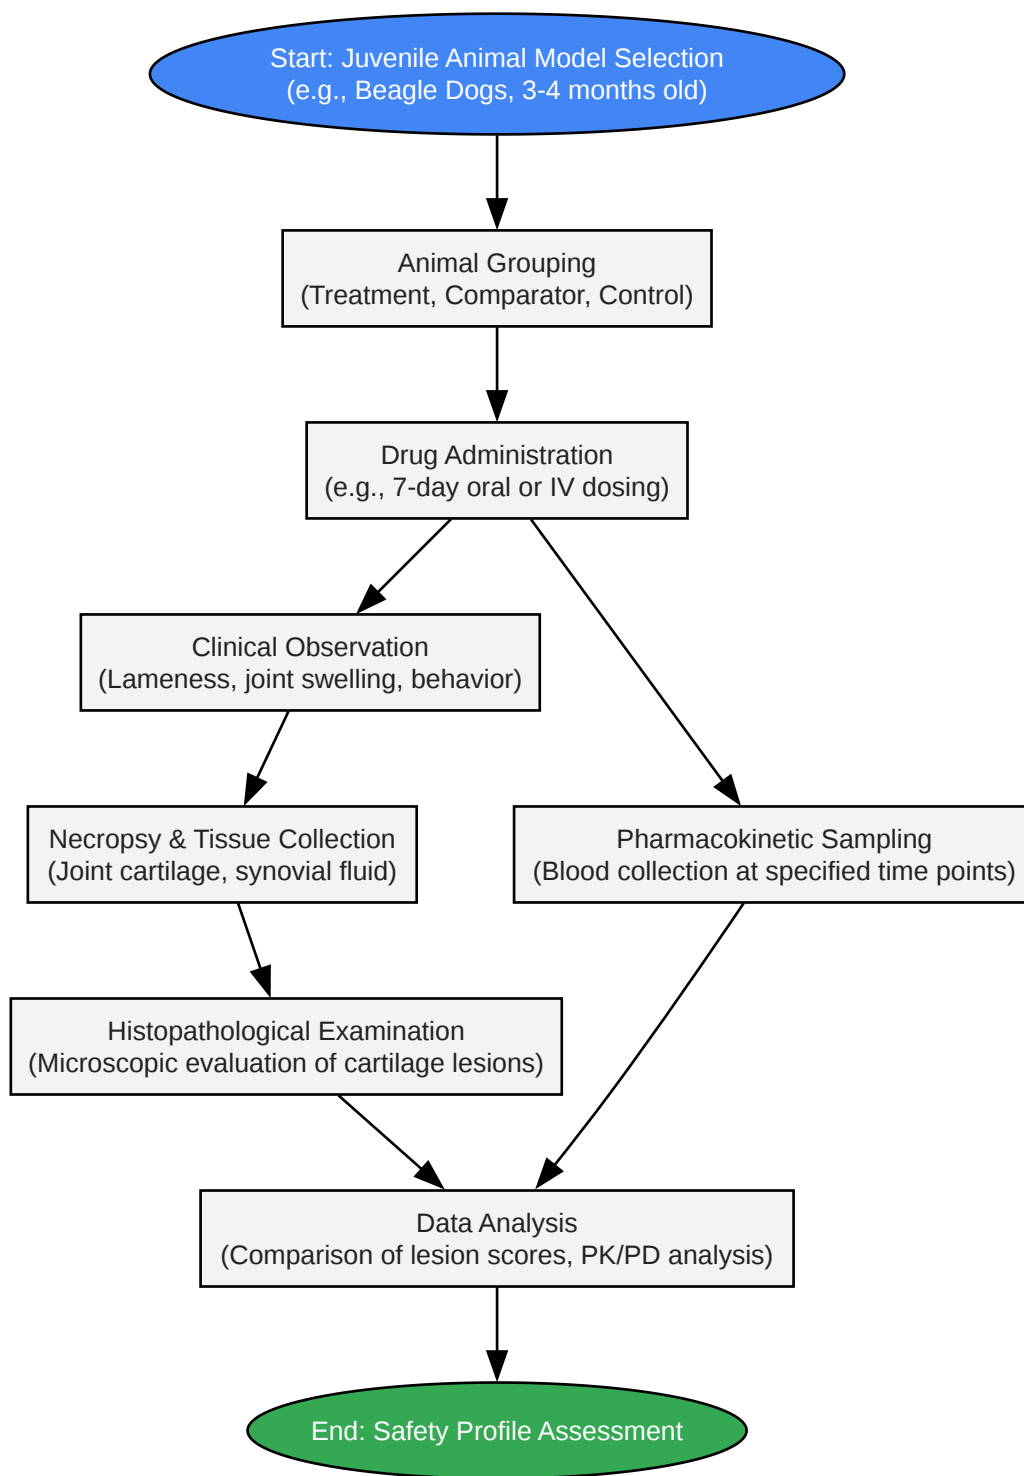 Start: Juvenile Animal Model Selection
(e.g., Beagle Dogs, 3-4 months old)
Animal Grouping
(Treatment, Comparator, Control)
Drug Administration
(e.g., 7-day oral or IV dosing)
Clinical Observation
(Lameness, joint swelling, behavior)
Necropsy & Tissue Collection
(Joint cartilage, synovial fluid)
Pharmacokinetic Sampling
(Blood collection at specified time points)
Histopathological Examination
(Microscopic evaluation of cartilage lesions)
Data Analysis
(Comparison of lesion scores, PK/PD analysis)
End: Safety Profile Assessment